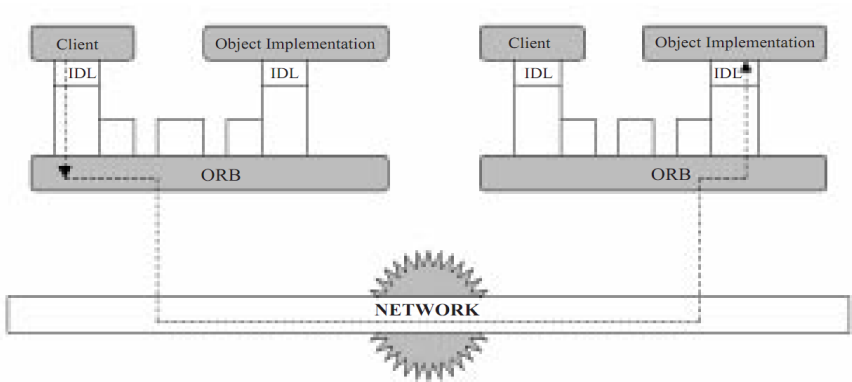 Client
Object Implementation
Client
Object Implementation
IDL
IDL
IDL
IDL
ORB
ORB
NETWORK